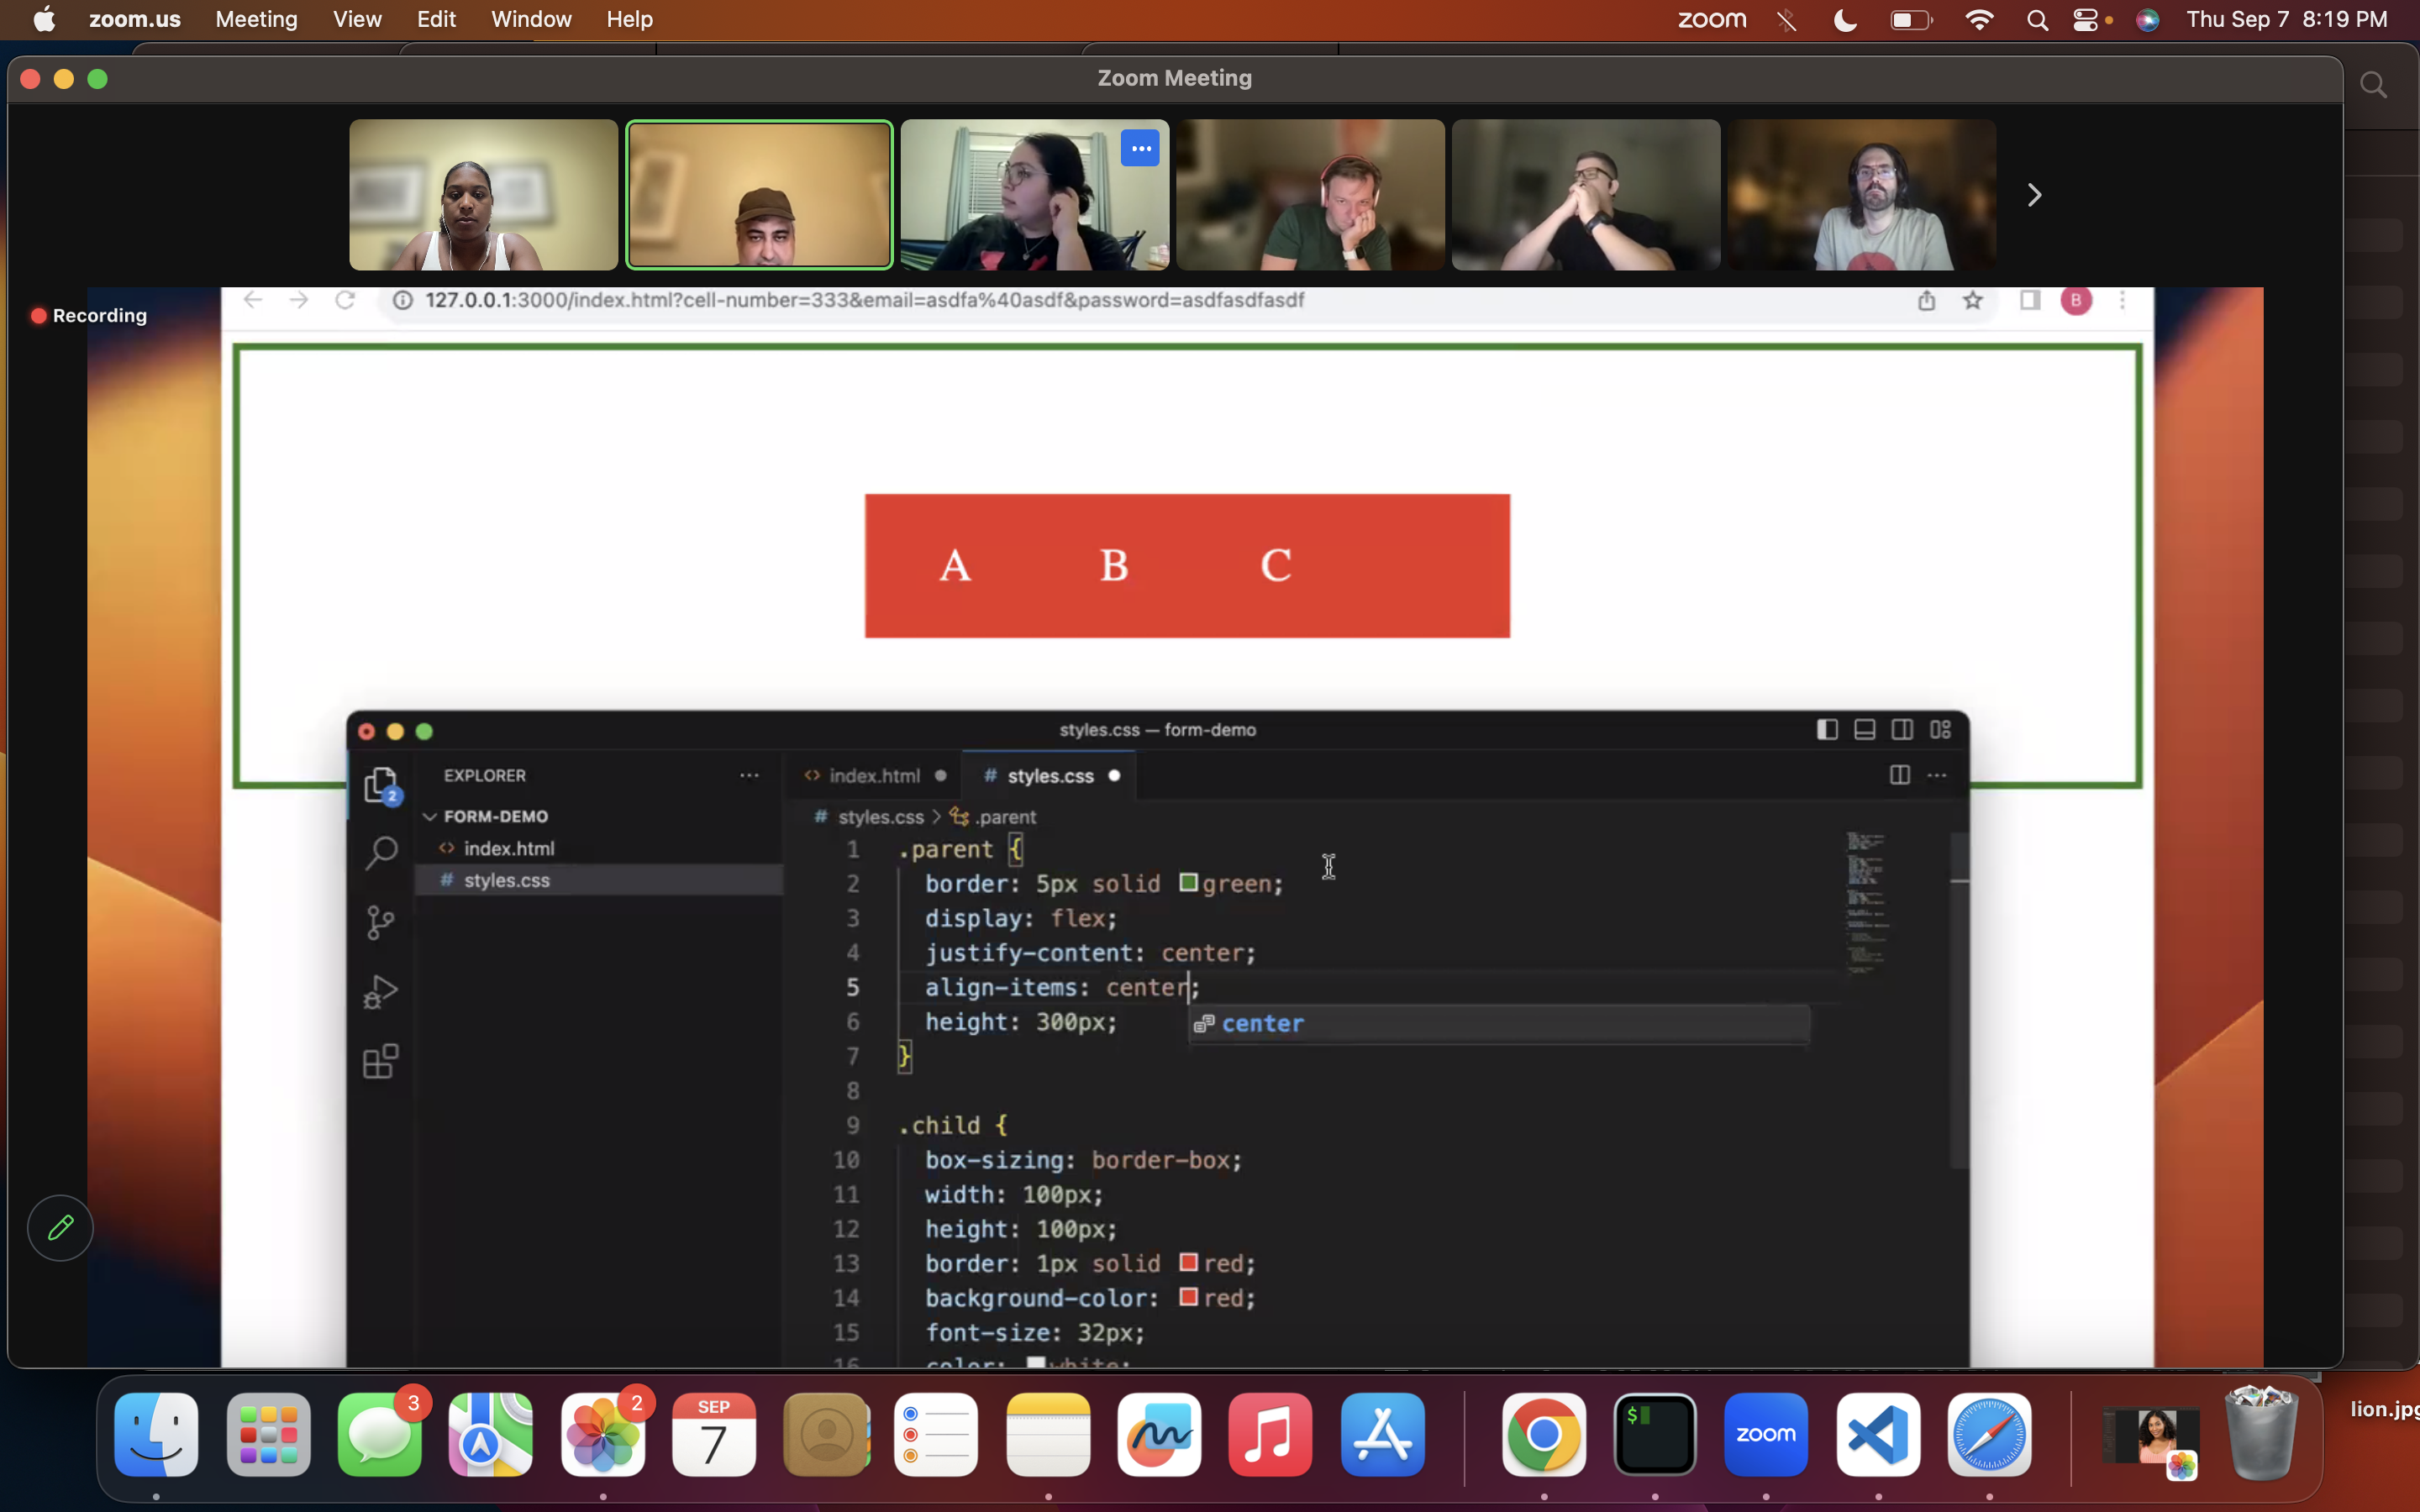 zoom.us Meeting View Edit Window Help zoom Thu Sep 7 8:19 PM
Zoom Meeting
Recording
127.0.0.1:3000/index.html?cell-number=333&email=asdfa%40asdf&password=asdfasdfasdf
B
A B C
styles.css — form-demo
EXPLORER
index.html
# styles.css
2
FORM-DEMO
# styles.css > .parent
index.html
# styles.css
1 .parent {
2 border: 5px solid green;
3 display: flex;
4 justify-content: center;
5 align-items: center;
6 height: 300px;
center
7 }
8
9 .child {
10 box-sizing: border-box;
11 width: 100px;
12 height: 100px;
13 border: 1px solid red;
14 background-color: red;
15 font-size: 32px;
16 color: white;
3
2
SEP
7
$
zoom
lion.jpg